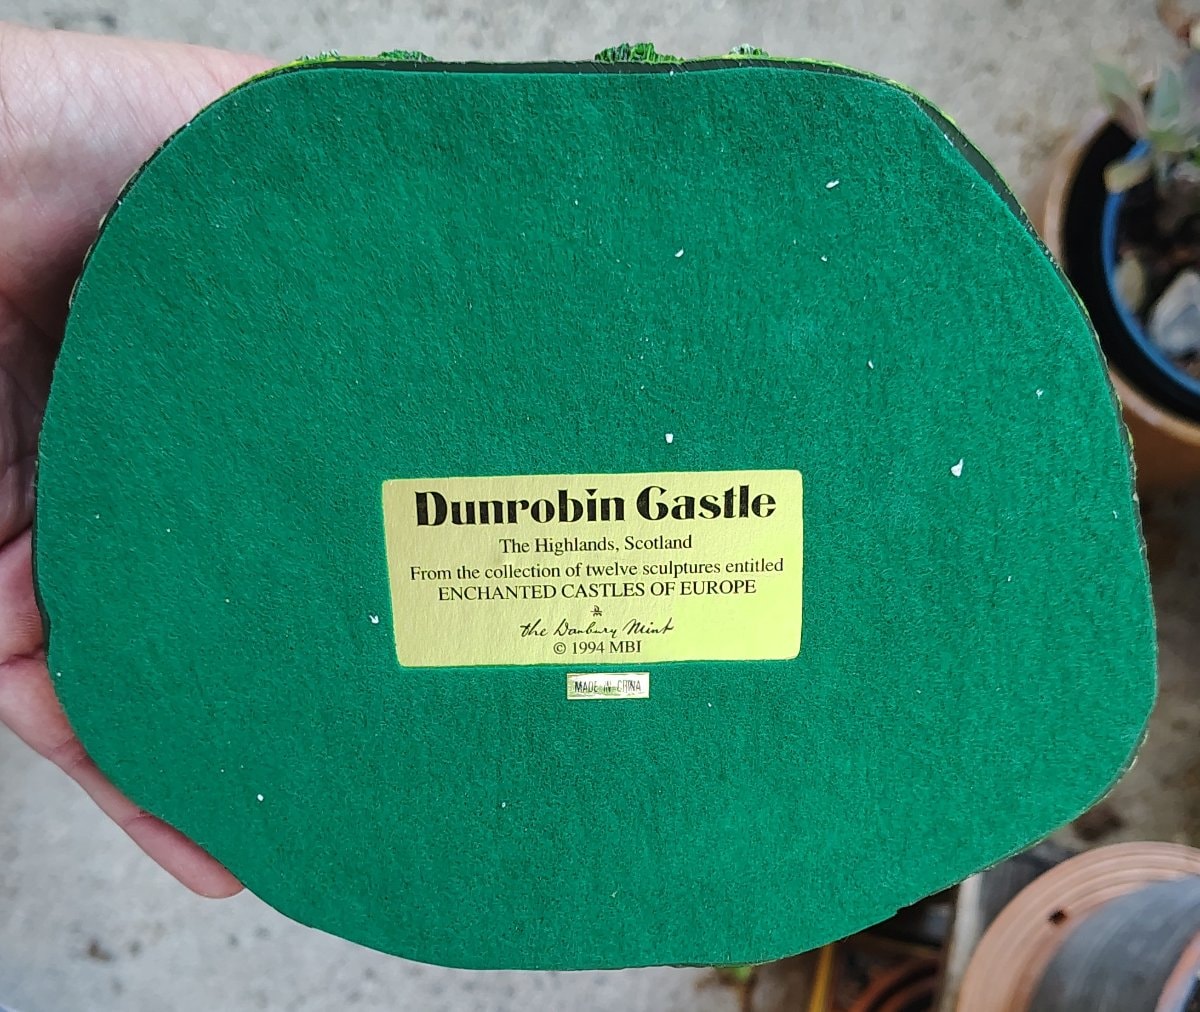 Dunrobin Castle
The Highlands, Scotland
From the collection of twelve sculptures entitled
ENCHANTED CASTLES OF EUROPE
the Danbury Mint
© 1994 MBI
MADE IN CHINA